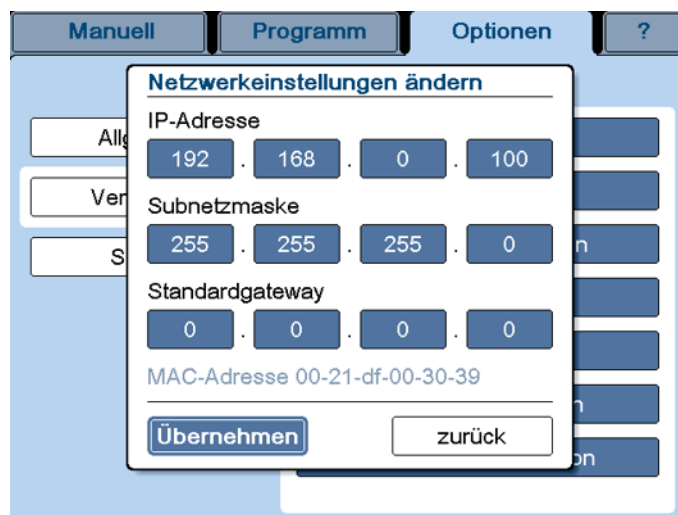 Manuell Programm Optionen ?
Netzwerkeinstellungen ändern
IP-Adresse
192 . 168 . 0 . 100
Subnetzmaske
255 . 255 . 255 . 0
Standardgateway
0 . 0 . 0 . 0
MAC-Adresse 00-21-df-00-30-39
Übernehmen zurück